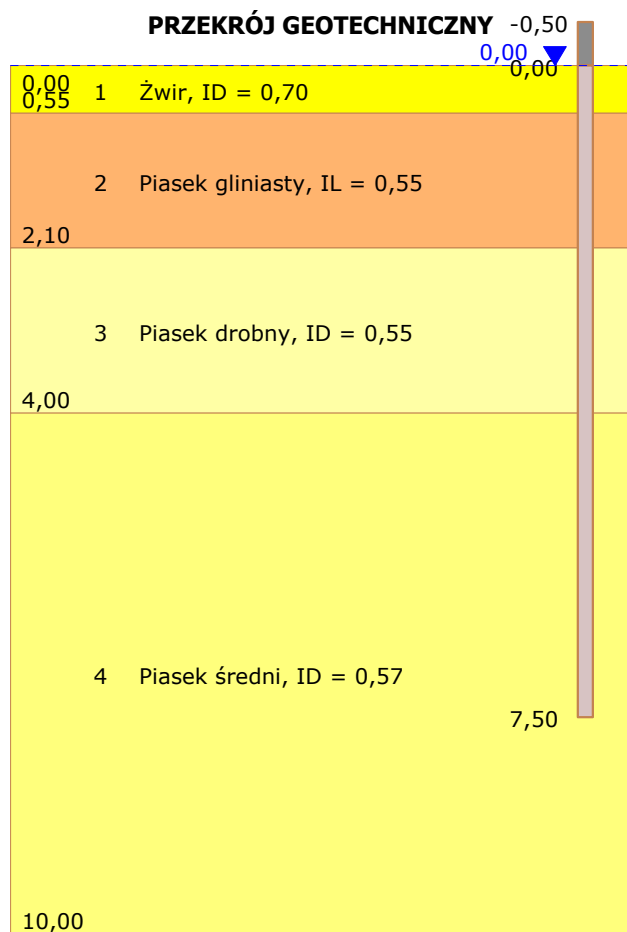 PRZEKRÓJ GEOTECHNICZNY -0,50
0,00
0,00
0,00
0,55 1 Żwir, ID = 0,70
2 Piasek gliniasty, IL = 0,55
2,10
3 Piasek drobny, ID = 0,55
4,00
4 Piasek średni, ID = 0,57
7,50
10,00